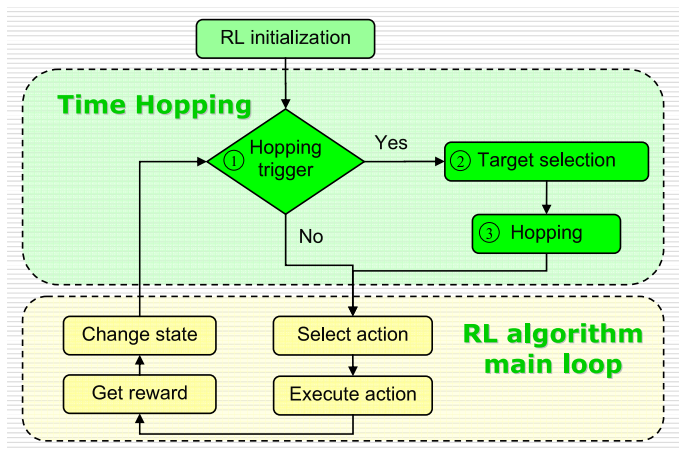 RL initialization
Time Hopping
1 Hopping
trigger
Yes
2 Target selection
3 Hopping
No
Change state
Select action
RL algorithm
main loop
Get reward
Execute action